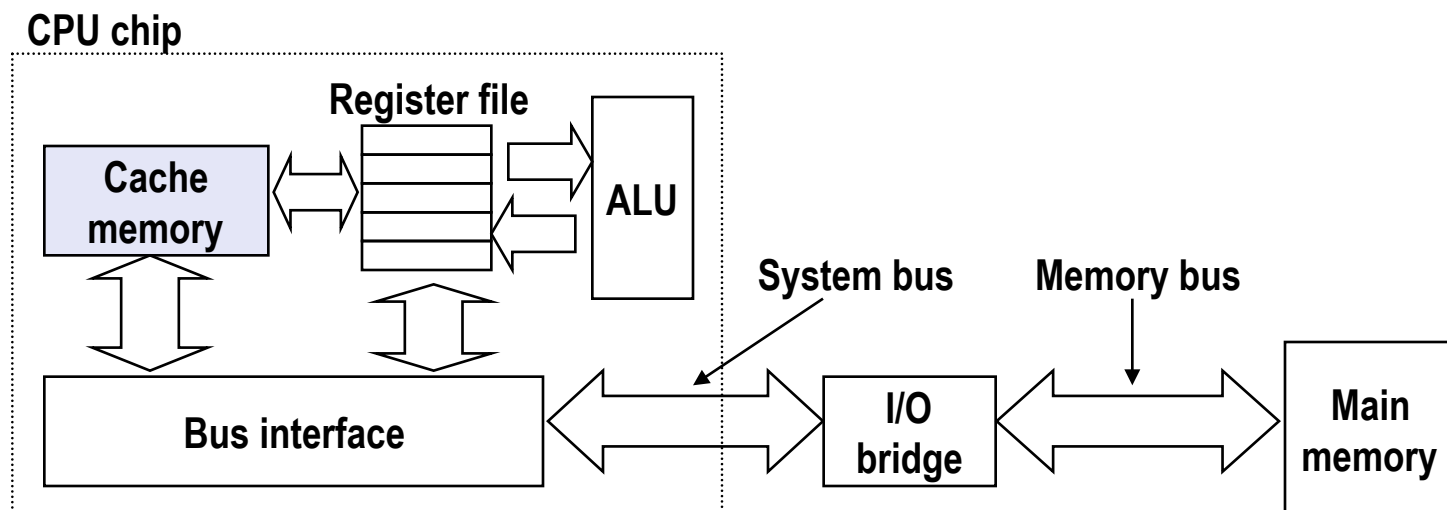 CPU chip
Register file
Cache
memory
ALU
System bus
Memory bus
Bus interface
I/O
bridge
Main
memory